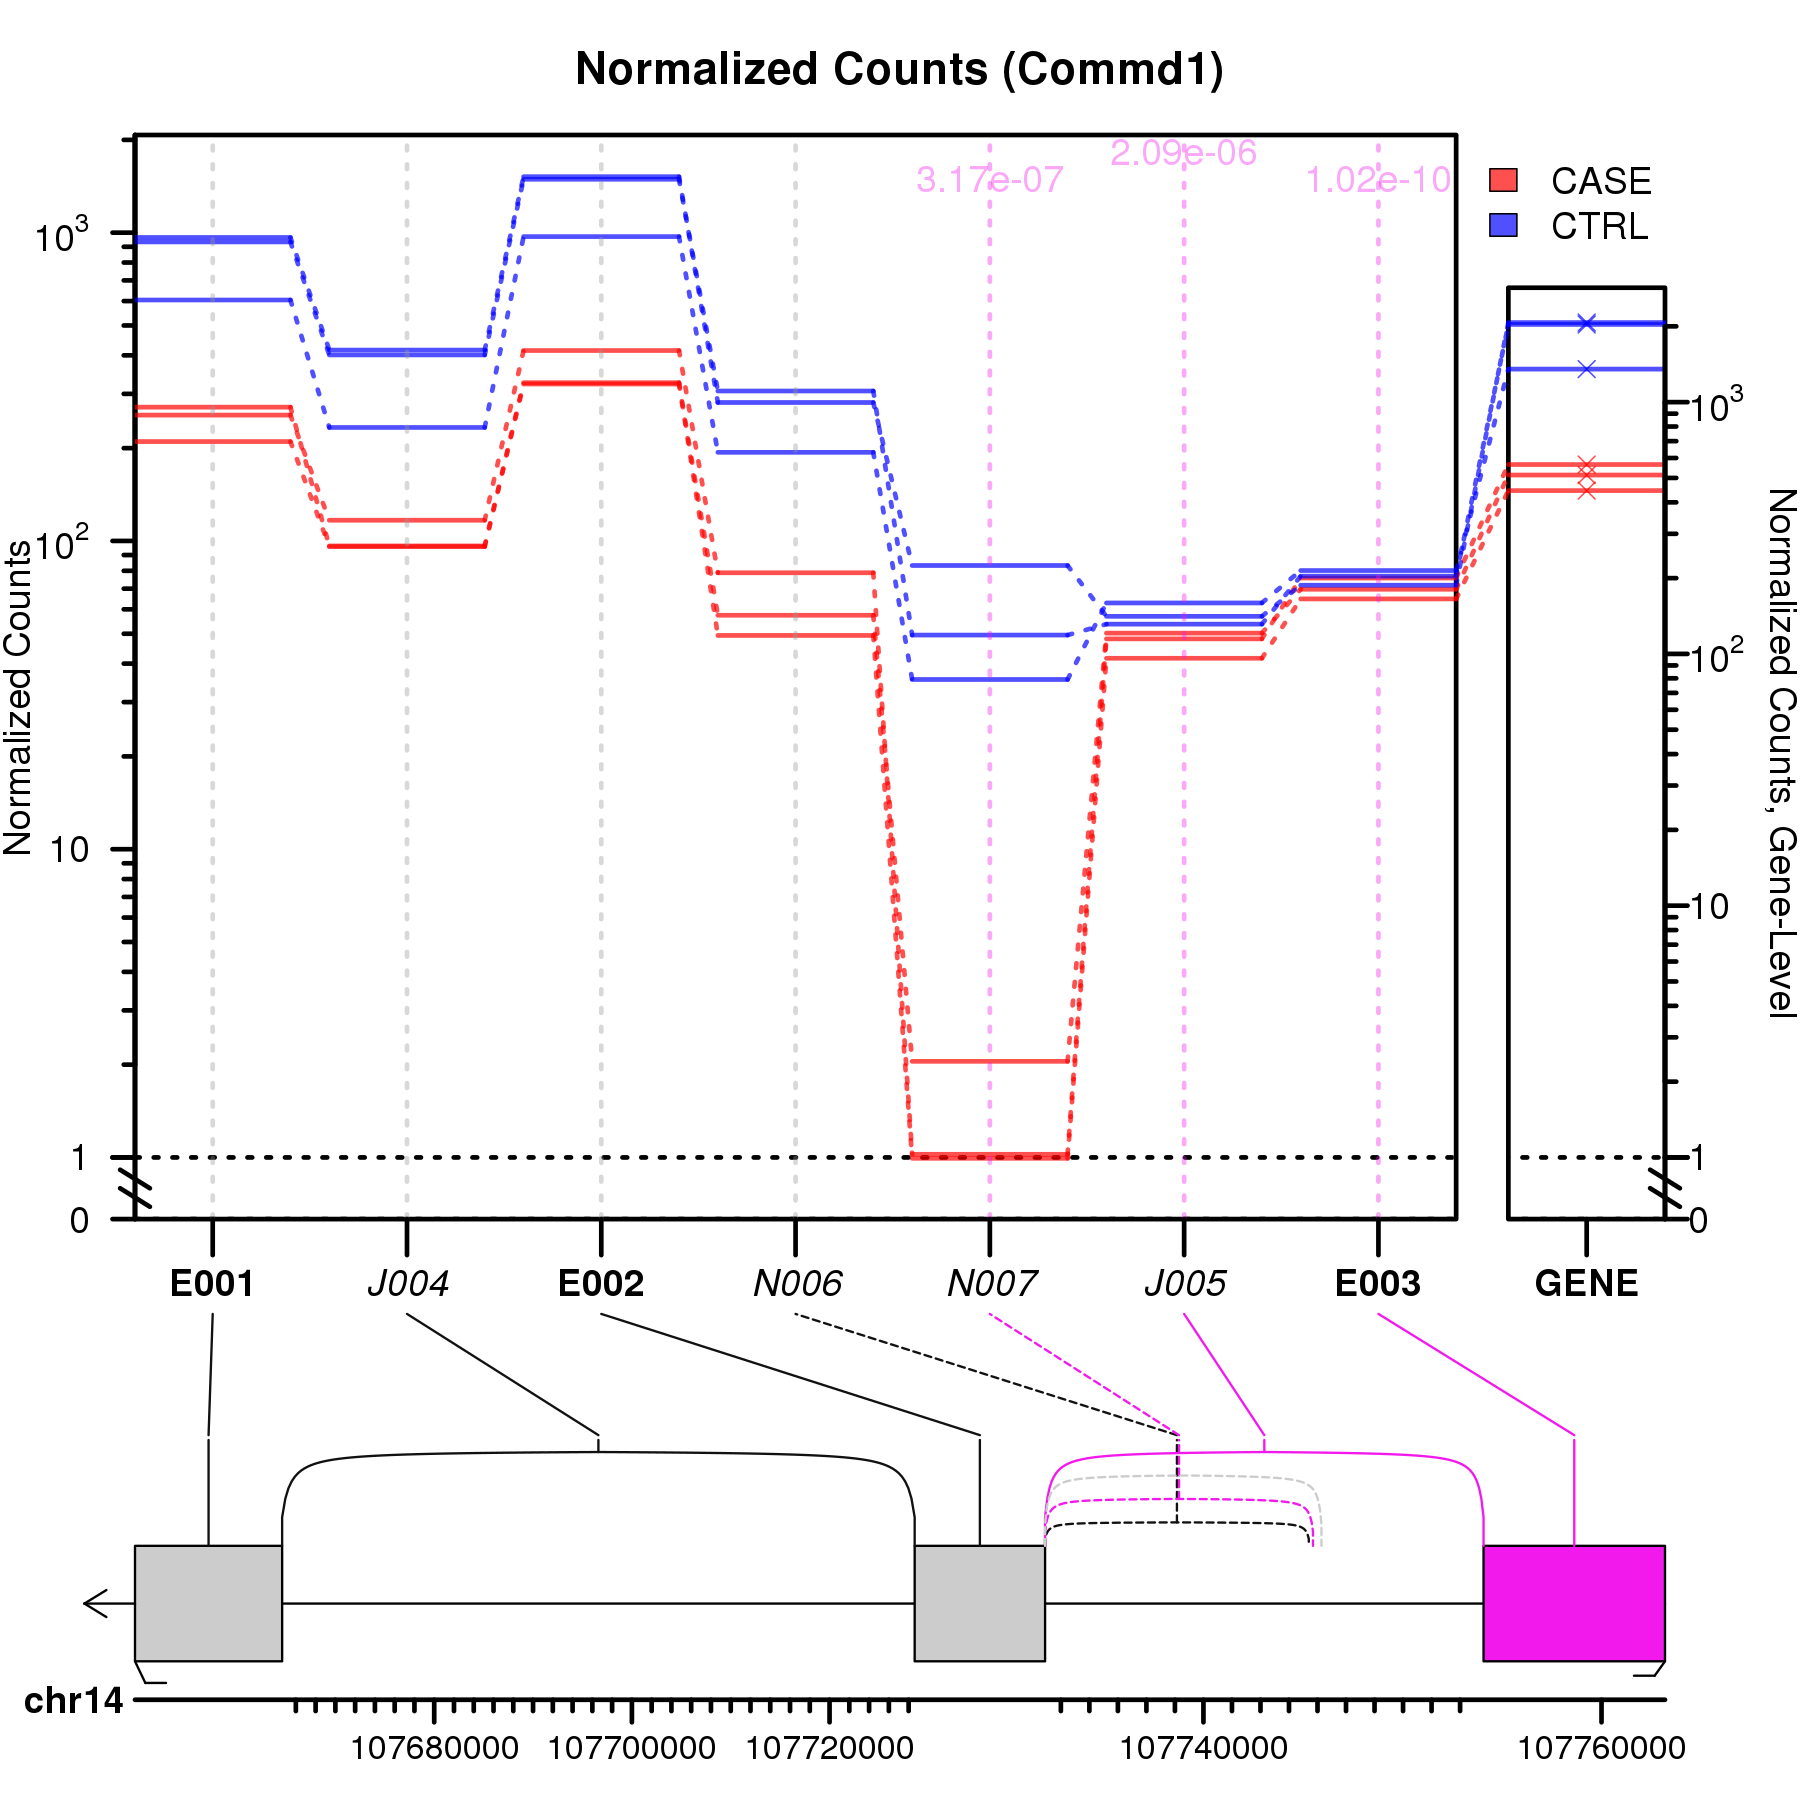 Normalized Counts (Commd1)
2.09e-06
3.17e-07
1.02e-10
CASE
CTRL
Normalized Counts
10³
10²
10
1
0
Normalized Counts, Gene-Level
10³
10²
10
1
0
E001 J004 E002 N006 N007 J005 E003 GENE
chr14
107680000 107700000 107720000 107740000 107760000